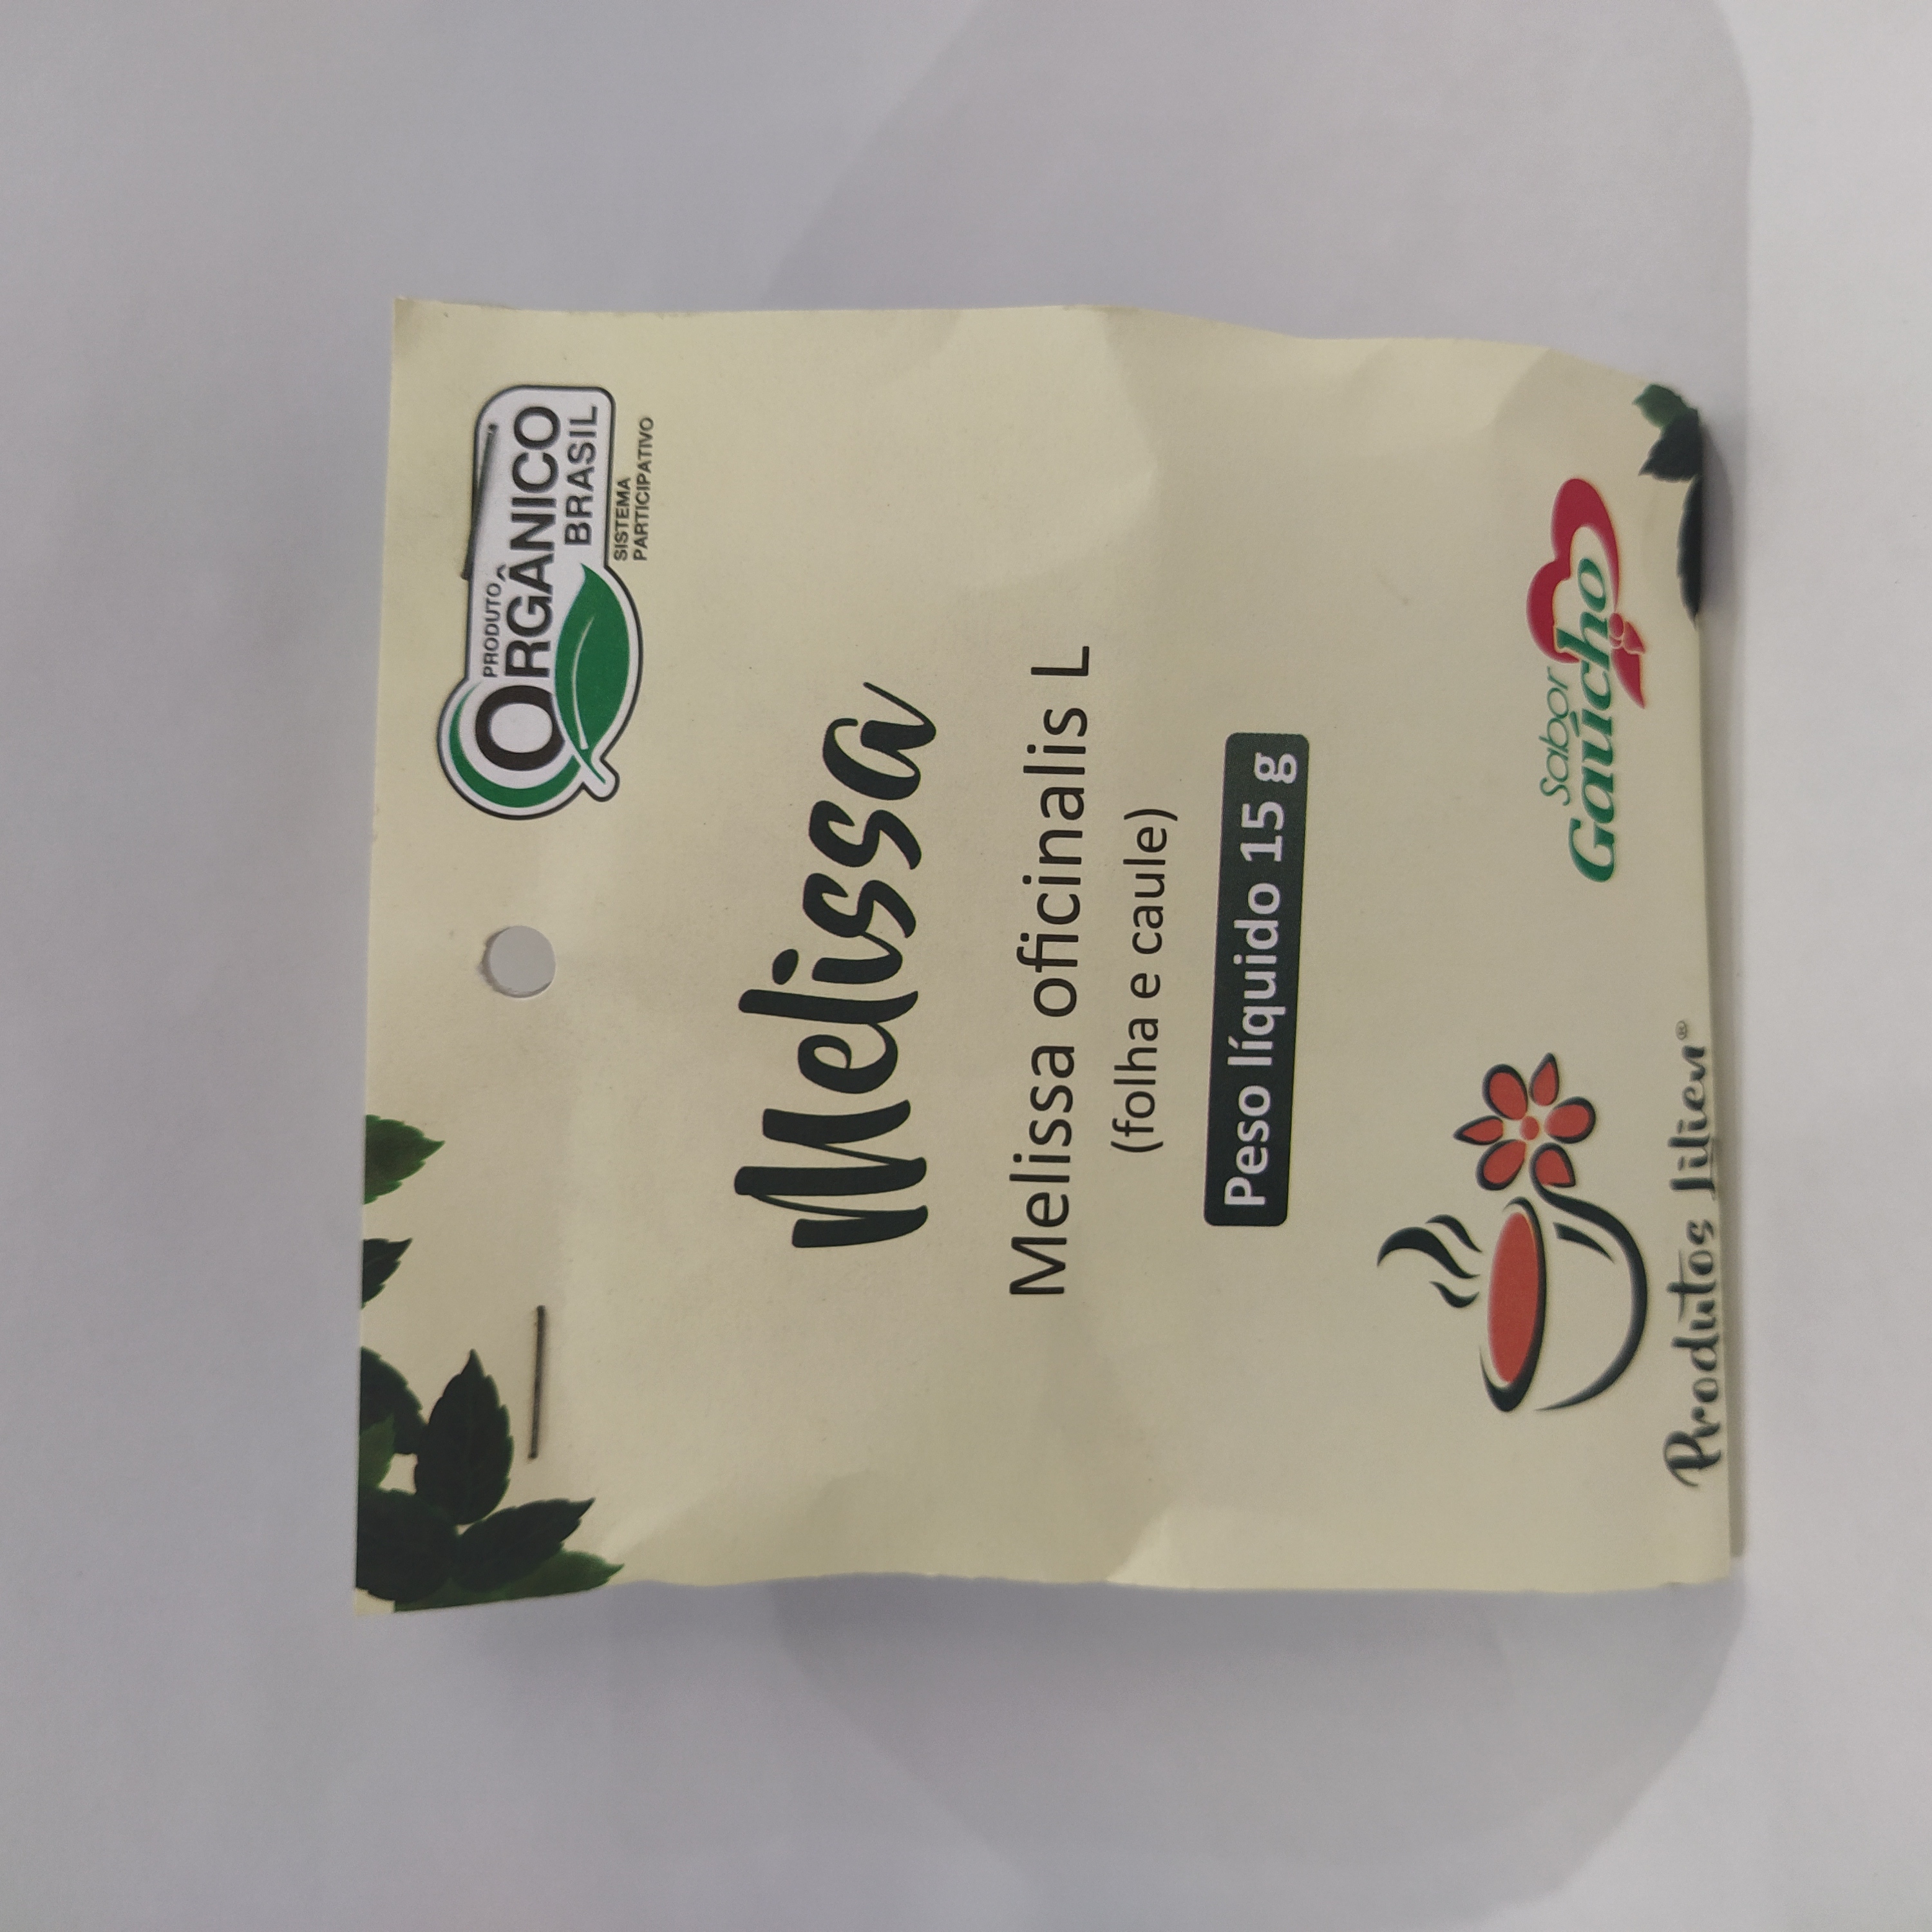 PRODUTO
ORGÂNICO
BRASIL
SISTEMA
PARTICIPATIVO
Melissa
Melissa oficinalis L
(folha e caule)
Peso líquido 15 g
Sabor
Gaúcho
Produtos Lilien®